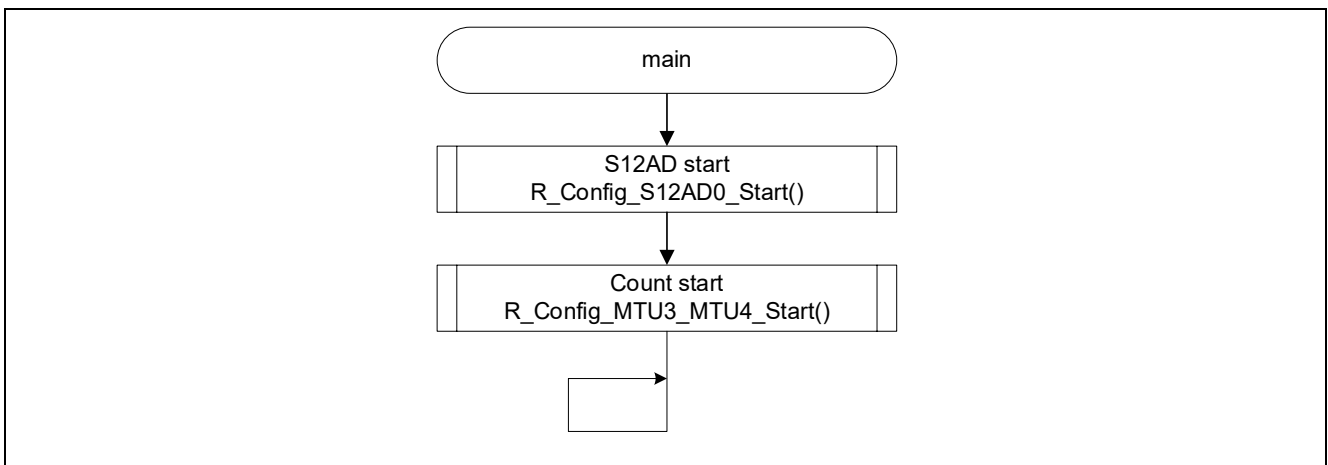 main
S12AD start
R_Config_S12AD0_Start()
Count start
R_Config_MTU3_MTU4_Start()